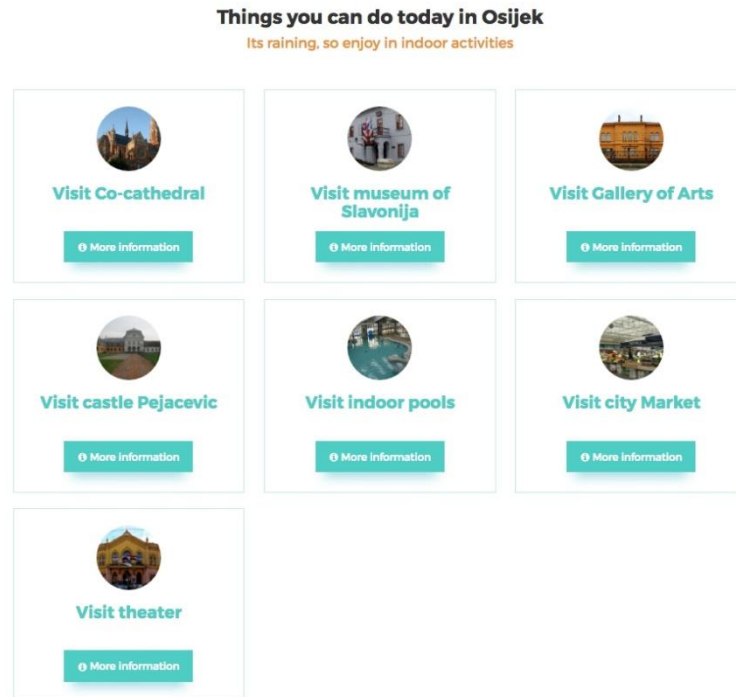 Things you can do today in Osijek
Its raining, so enjoy in indoor activities
Visit Co-cathedral
More information
Visit museum of
Slavonija
More information
Visit Gallery of Arts
More information
Visit castle Pejacevic
More information
Visit indoor pools
More information
Visit city Market
More information
Visit theater
More information